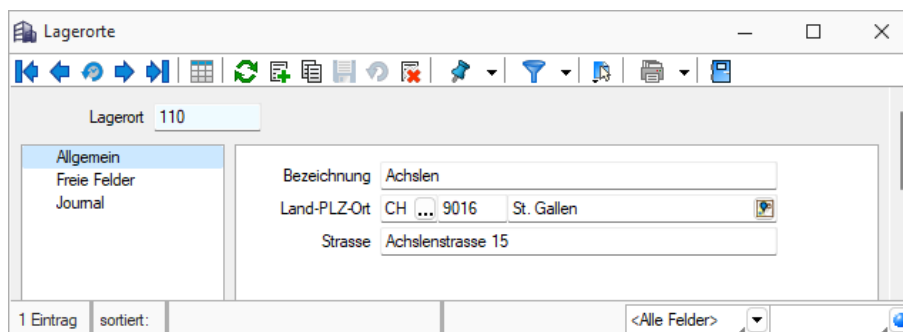 Lagerorte
Lagerort 110
Allgemein
Freie Felder
Journal
Bezeichnung Achslen
Land-PLZ-Ort CH ... 9016 St. Gallen
Strasse Achslenstrasse 15
1 Eintrag sortiert: <Alle Felder>